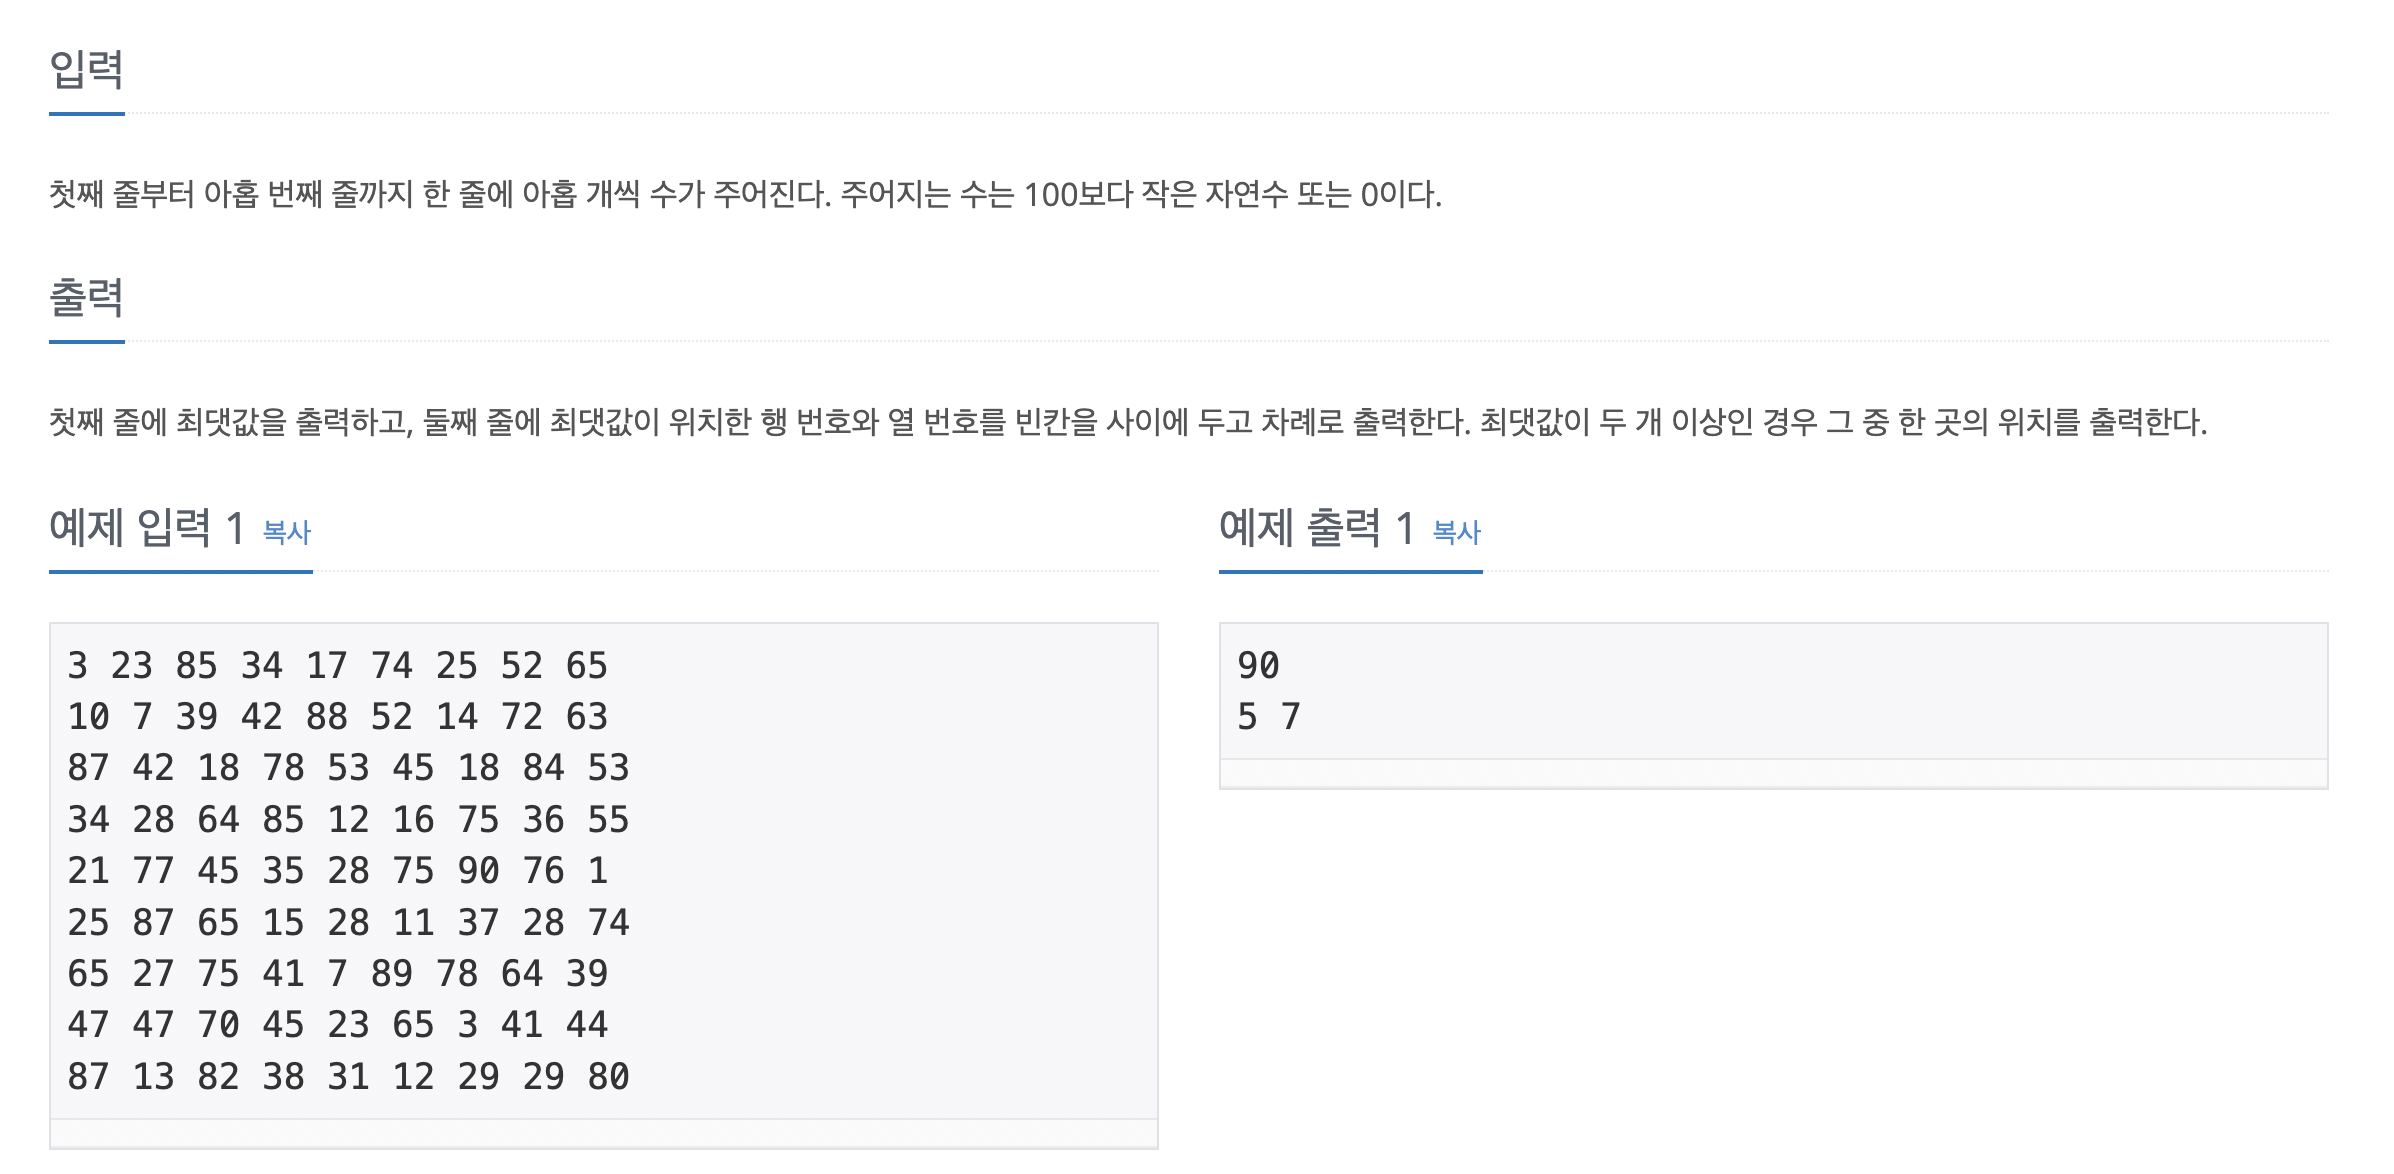 입력
첫째 줄부터 아홉 번째 줄까지 한 줄에 아홉 개씩 수가 주어진다. 주어지는 수는 100보다 작은 자연수 또는 0이다.
출력
첫째 줄에 최댓값을 출력하고, 둘째 줄에 최댓값이 위치한 행 번호와 열 번호를 빈칸을 사이에 두고 차례로 출력한다. 최댓값이 두 개 이상인 경우 그 중 한 곳의 위치를 출력한다.
예제 입력 1 복사
3 23 85 34 17 74 25 52 65
10 7 39 42 88 52 14 72 63
87 42 18 78 53 45 18 84 53
34 28 64 85 12 16 75 36 55
21 77 45 35 28 75 90 76 1
25 87 65 15 28 11 37 28 74
65 27 75 41 7 89 78 64 39
47 47 70 45 23 65 3 41 44
87 13 82 38 31 12 29 29 80
예제 출력 1 복사
90
5 7